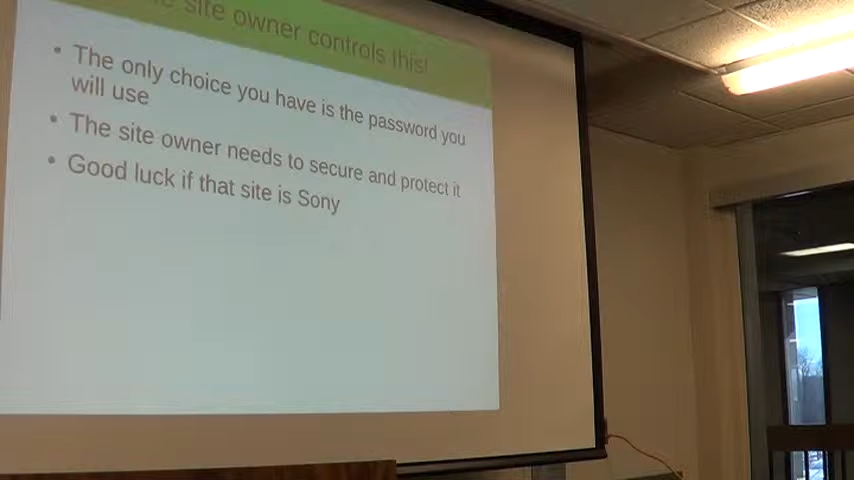 site owner controls this!
• The only choice you have is the password you
will use
• The site owner needs to secure and protect it
• Good luck if that site is Sony